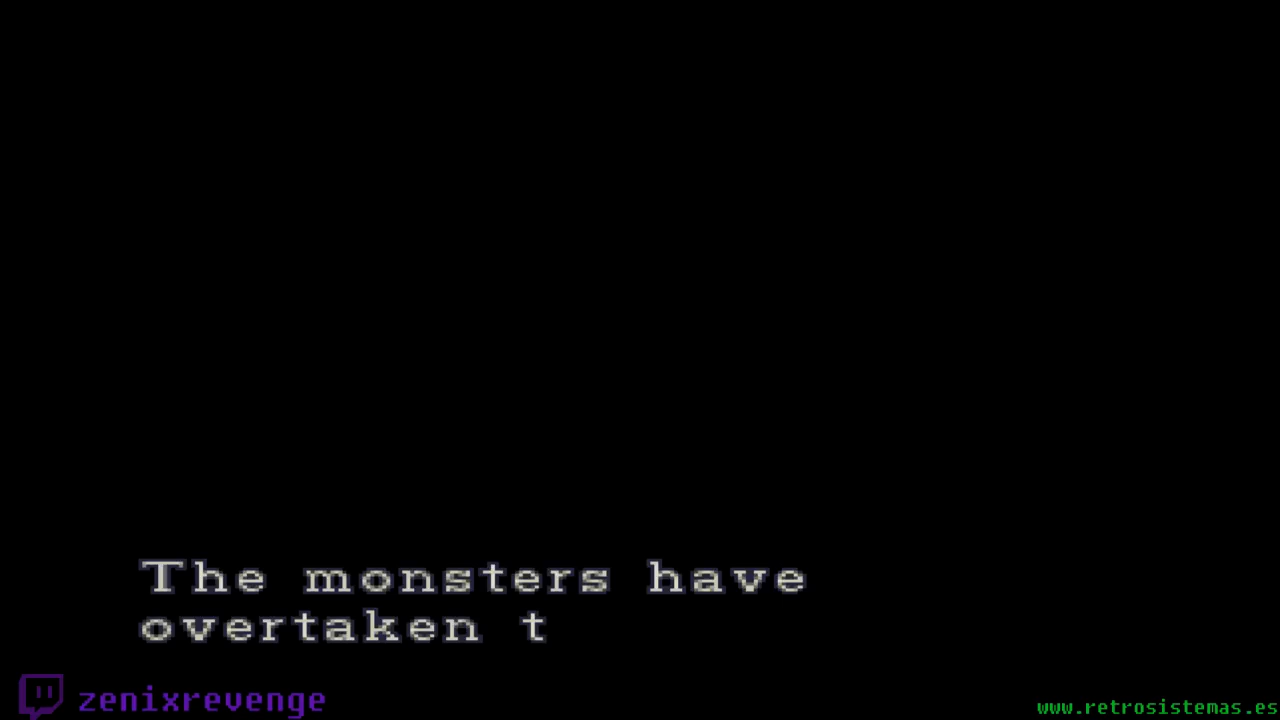 The monsters have
overtaken t
zenixrevenge
www.retrosistemas.es